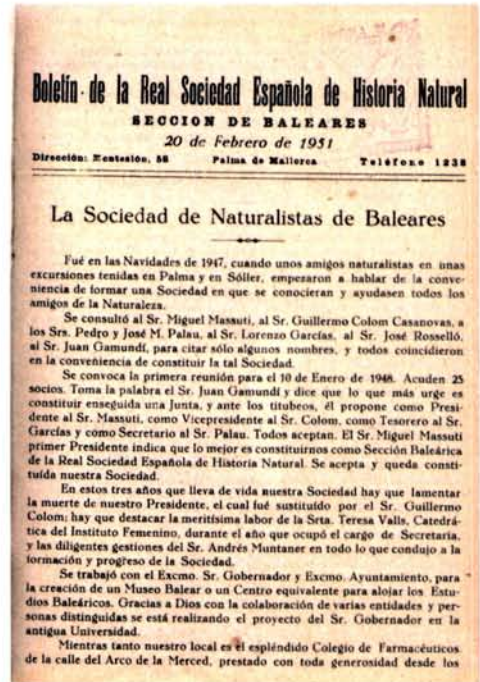 Boletín de la Real Sociedad Española de Historia Natural
SECCION DE BALEARES
20 de Febrero de 1951
Dirección: Montesión, 58 Palma de Mallorca Teléfono 1238
La Sociedad de Naturalistas de Baleares
Fué en las Navidades de 1947, cuando unos amigos naturalistas en unas
excursiones tenidas en Palma y en Sóller, empezaron a hablar de la conve-
niencia de formar una Sociedad en que se conocieran y ayudasen todos los
amigos de la Naturaleza.
Se consultó al Sr. Miguel Massuti, al Sr. Guillermo Colom Casanovas, a
los Srs. Pedro y José M. Palau, al Sr. Lorenzo Garcías, al Sr. José Rosselló,
al Sr. Juan Gamundí, para citar sólo algunos nombres, y todos coincidieron
en la conveniencia de constituir la tal Sociedad.
Se convoca la primera reunión para el 10 de Enero de 1948. Acuden 25
socios. Toma la palabra el Sr. Juan Gamundí y dice que lo que más urge es
constituir enseguida una Junta, y ante los titubeos, él propone como Presi-
dente al Sr. Massuti, como Vicepresidente al Sr. Colom, como Tesorero al Sr.
Garcías y como Secretario al Sr. Palau. Todos aceptan. El Sr. Miguel Massuti
primer Presidente indica que lo mejor es constituirnos como Sección Baleárica
de la Real Sociedad Española de Historia Natural. Se acepta y queda consti-
tuída nuestra Sociedad.
En estos tres años que lleva de vida nuestra Sociedad hay que lamentar
la muerte de nuestro Presidente, el cual fué sustituído por el Sr. Guillermo
Colom; hay que destacar la meritísima labor de la Srta. Teresa Valls, Catedrá-
tica del Instituto Femenino, durante el año que ocupó el cargo de Secretaria,
y las diligentes gestiones del Sr. Andrés Muntaner en todo lo que condujo a la
formación y progreso de la Sociedad.
Se trabajó con el Excmo. Sr. Gobernador y Excmo. Ayuntamiento, para
la creación de un Museo Balear o un Centro equivalente para alojar los Estu-
dios Baleáricos. Gracias a Dios con la colaboración de varias entidades y per-
sonas distinguidas se está realizando el proyecto del Sr. Gobernador en la
antigua Universidad.
Mientras tanto nuestro local es el espléndido Colegio de Farmacéuticos
de la calle del Arco de la Merced, prestado con toda generosidad desde los